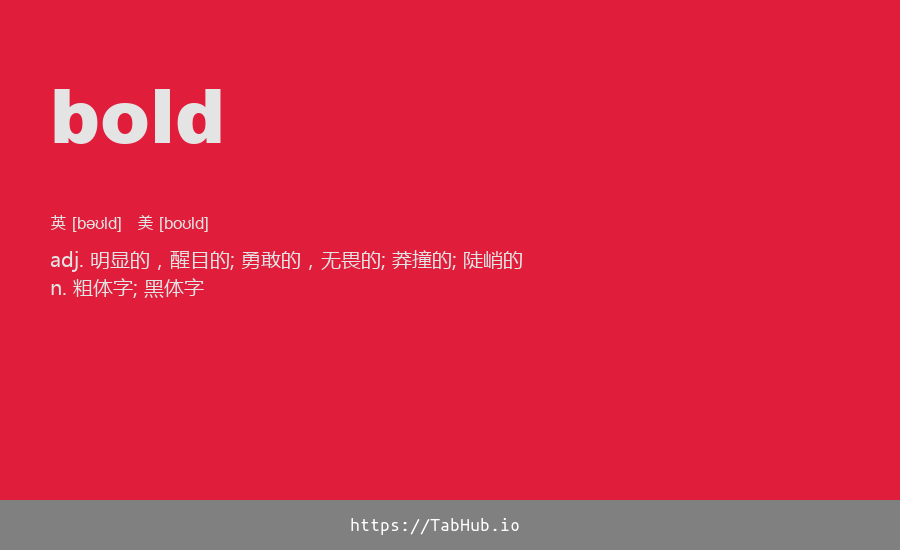 bold
英 [bəʊld] 美 [boʊld]
adj. 明显的，醒目的; 勇敢的，无畏的; 莽撞的; 陡峭的
n. 粗体字; 黑体字
https://TabHub.io